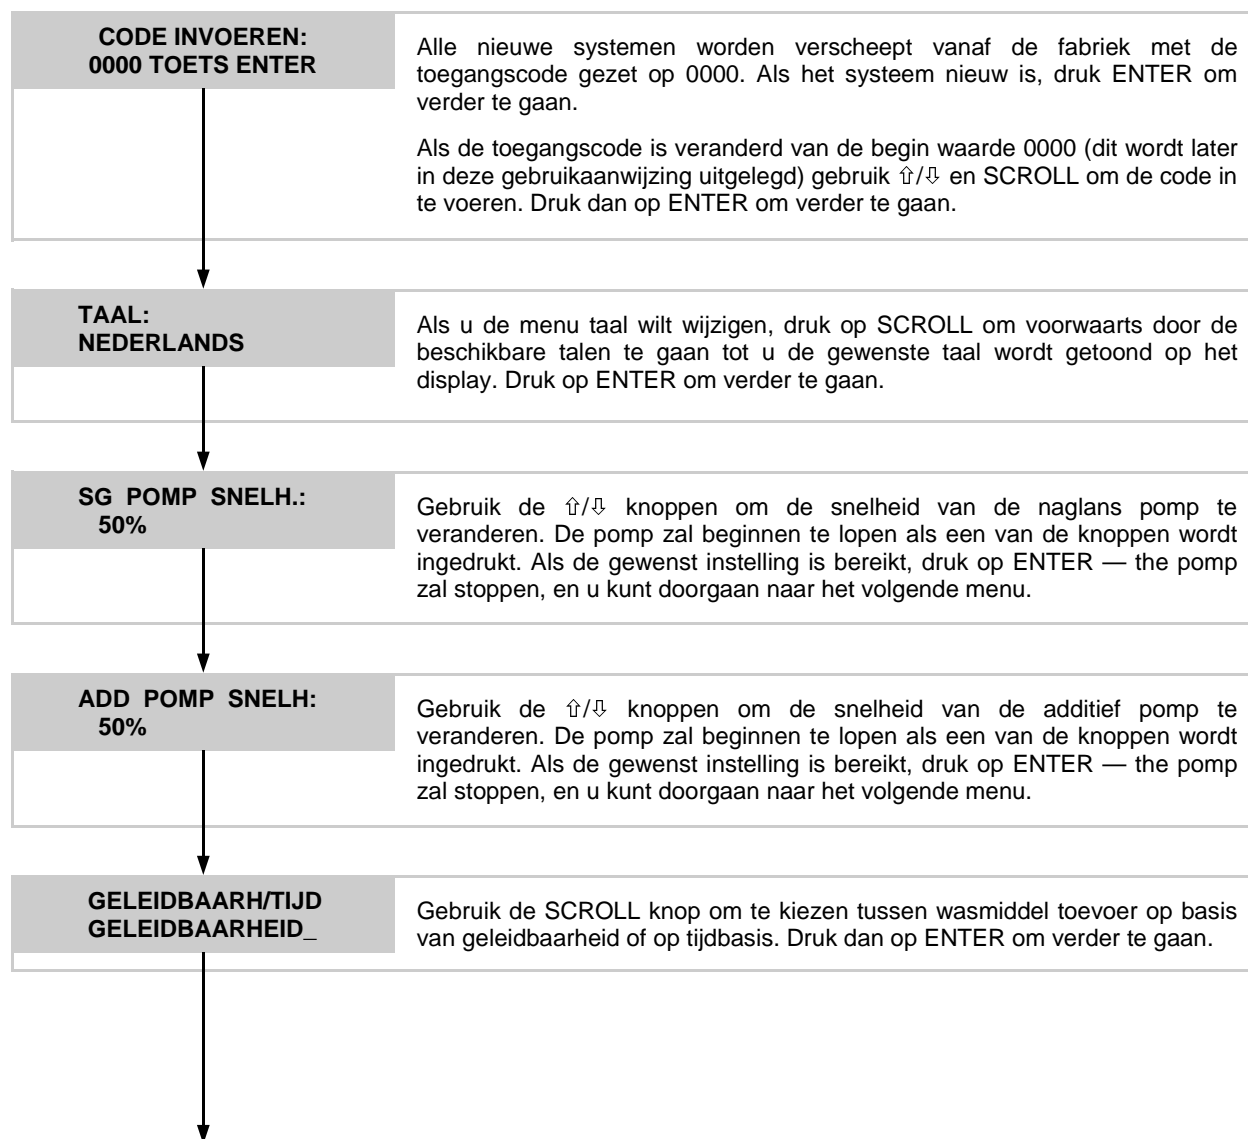 CODE INVOEREN:
0000 TOETS ENTER
Alle nieuwe systemen worden verscheept vanaf de fabriek met de
toegangscode gezet op 0000. Als het systeem nieuw is, druk ENTER om
verder te gaan.
Als de toegangscode is veranderd van de begin waarde 0000 (dit wordt later
in deze gebruikaanwijzing uitgelegd) gebruik ⇧/⇩ en SCROLL om de code in
te voeren. Druk dan op ENTER om verder te gaan.
TAAL:
NEDERLANDS
Als u de menu taal wilt wijzigen, druk op SCROLL om voorwaarts door de
beschikbare talen te gaan tot u de gewenste taal wordt getoond op het
display. Druk op ENTER om verder te gaan.
SG POMP SNELH.:
50%
Gebruik de ⇧/⇩ knoppen om de snelheid van de naglans pomp te
veranderen. De pomp zal beginnen te lopen als een van de knoppen wordt
ingedrukt. Als de gewenst instelling is bereikt, druk op ENTER — the pomp
zal stoppen, en u kunt doorgaan naar het volgende menu.
ADD POMP SNELH:
50%
Gebruik de ⇧/⇩ knoppen om de snelheid van de additief pomp te
veranderen. De pomp zal beginnen te lopen als een van de knoppen wordt
ingedrukt. Als de gewenst instelling is bereikt, druk op ENTER — the pomp
zal stoppen, en u kunt doorgaan naar het volgende menu.
GELEIDBAARH/TIJD
GELEIDBAARHEID_
Gebruik de SCROLL knop om te kiezen tussen wasmiddel toevoer op basis
van geleidbaarheid of op tijdbasis. Druk dan op ENTER om verder te gaan.